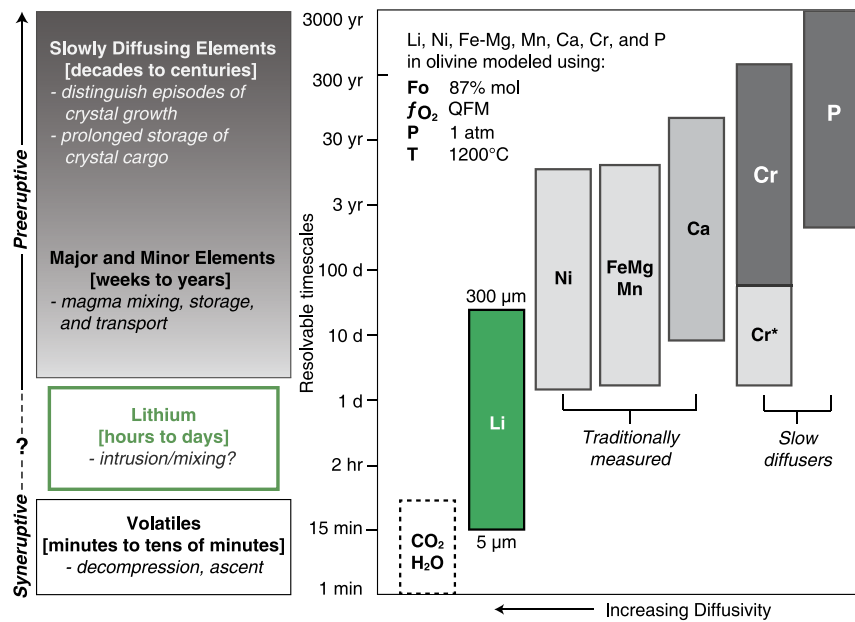 Preeruptive
Syneruptive
?
Slowly Diffusing Elements
[decades to centuries]
- distinguish episodes of
crystal growth
- prolonged storage of
crystal cargo
Major and Minor Elements
[weeks to years]
- magma mixing, storage,
and transport
Lithium
[hours to days]
- intrusion/mixing?
Volatiles
[minutes to tens of minutes]
- decompression, ascent
Resolvable timescales
3000 yr
300 yr
30 yr
3 yr
100 d
10 d
1 d
2 hr
15 min
1 min
Li, Ni, Fe-Mg, Mn, Ca, Cr, and P
in olivine modeled using:
Fo 87% mol
ƒO₂ QFM
P 1 atm
T 1200°C
CO₂
H₂O
300 µm
Li
5 µm
Ni
FeMg
Mn
Ca
Cr
Cr*
P
Traditionally
measured
Slow
diffusers
Increasing Diffusivity